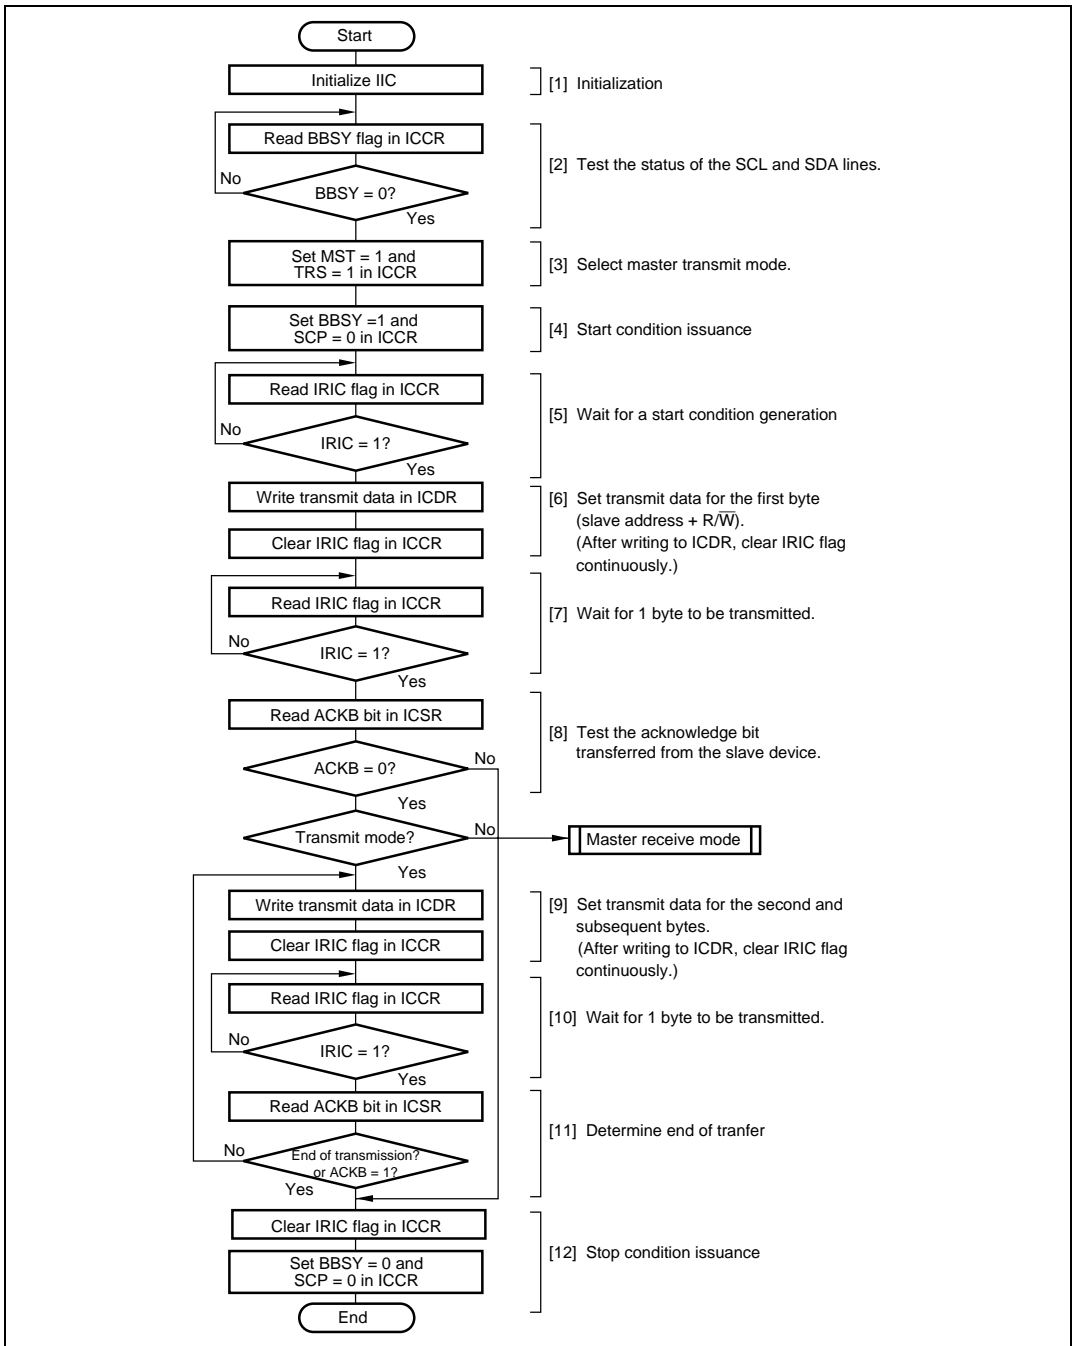 Start
Initialize IIC
[1] Initialization
Read BBSY flag in ICCR
[2] Test the status of the SCL and SDA lines.
No
BBSY = 0?
Yes
Set MST = 1 and
TRS = 1 in ICCR
[3] Select master transmit mode.
Set BBSY =1 and
SCP = 0 in ICCR
[4] Start condition issuance
Read IRIC flag in ICCR
[5] Wait for a start condition generation
No
IRIC = 1?
Yes
Write transmit data in ICDR
[6] Set transmit data for the first byte
(slave address + R/W̅).
(After writing to ICDR, clear IRIC flag
continuously.)
Clear IRIC flag in ICCR
Read IRIC flag in ICCR
[7] Wait for 1 byte to be transmitted.
No
IRIC = 1?
Yes
Read ACKB bit in ICSR
[8] Test the acknowledge bit
transferred from the slave device.
ACKB = 0?
No
Yes
Transmit mode?
No
Master receive mode
Yes
Write transmit data in ICDR
[9] Set transmit data for the second and
subsequent bytes.
(After writing to ICDR, clear IRIC flag
continuously.)
Clear IRIC flag in ICCR
Read IRIC flag in ICCR
[10] Wait for 1 byte to be transmitted.
No
IRIC = 1?
Yes
Read ACKB bit in ICSR
[11] Determine end of tranfer
No
End of transmission?
or ACKB = 1?
Yes
Clear IRIC flag in ICCR
[12] Stop condition issuance
Set BBSY = 0 and
SCP = 0 in ICCR
End